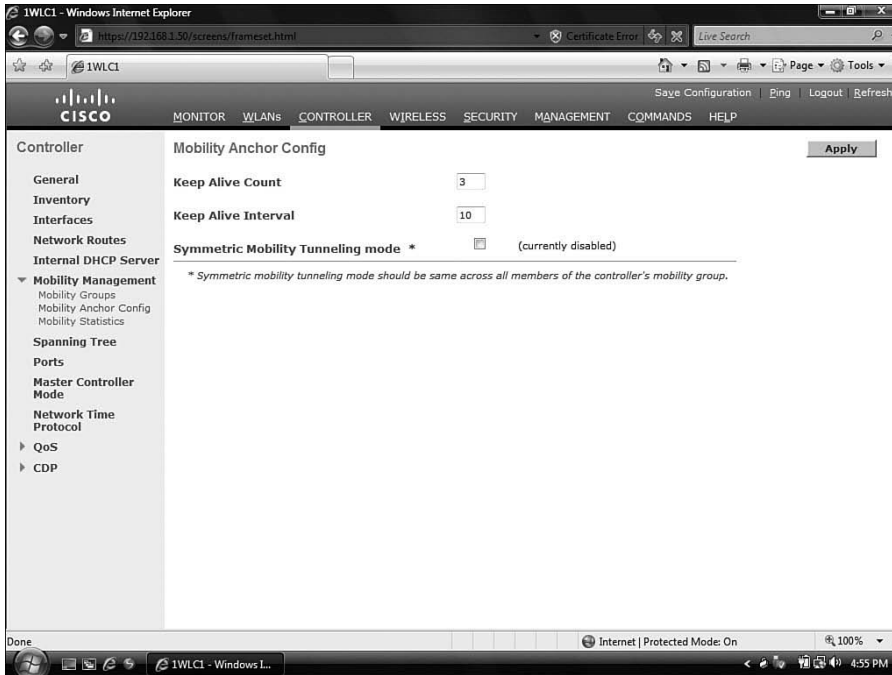 1WLC1 - Windows Internet Explorer
https://192.168.1.50/screens/frameset.html
Certificate Error
Live Search
1WLC1
Page
Tools
Save Configuration | Ping | Logout | Refresh
CISCO
MONITOR WLANs CONTROLLER WIRELESS SECURITY MANAGEMENT COMMANDS HELP
Controller
General
Inventory
Interfaces
Network Routes
Internal DHCP Server
Mobility Management
Mobility Groups
Mobility Anchor Config
Mobility Statistics
Spanning Tree
Ports
Master Controller
Mode
Network Time
Protocol
QoS
CDP
Mobility Anchor Config
Apply
Keep Alive Count 3
Keep Alive Interval 10
Symmetric Mobility Tunneling mode * (currently disabled)
* Symmetric mobility tunneling mode should be same across all members of the controller's mobility group.
Done
Internet | Protected Mode: On
100%
1WLC1 - Windows I...
4:55 PM